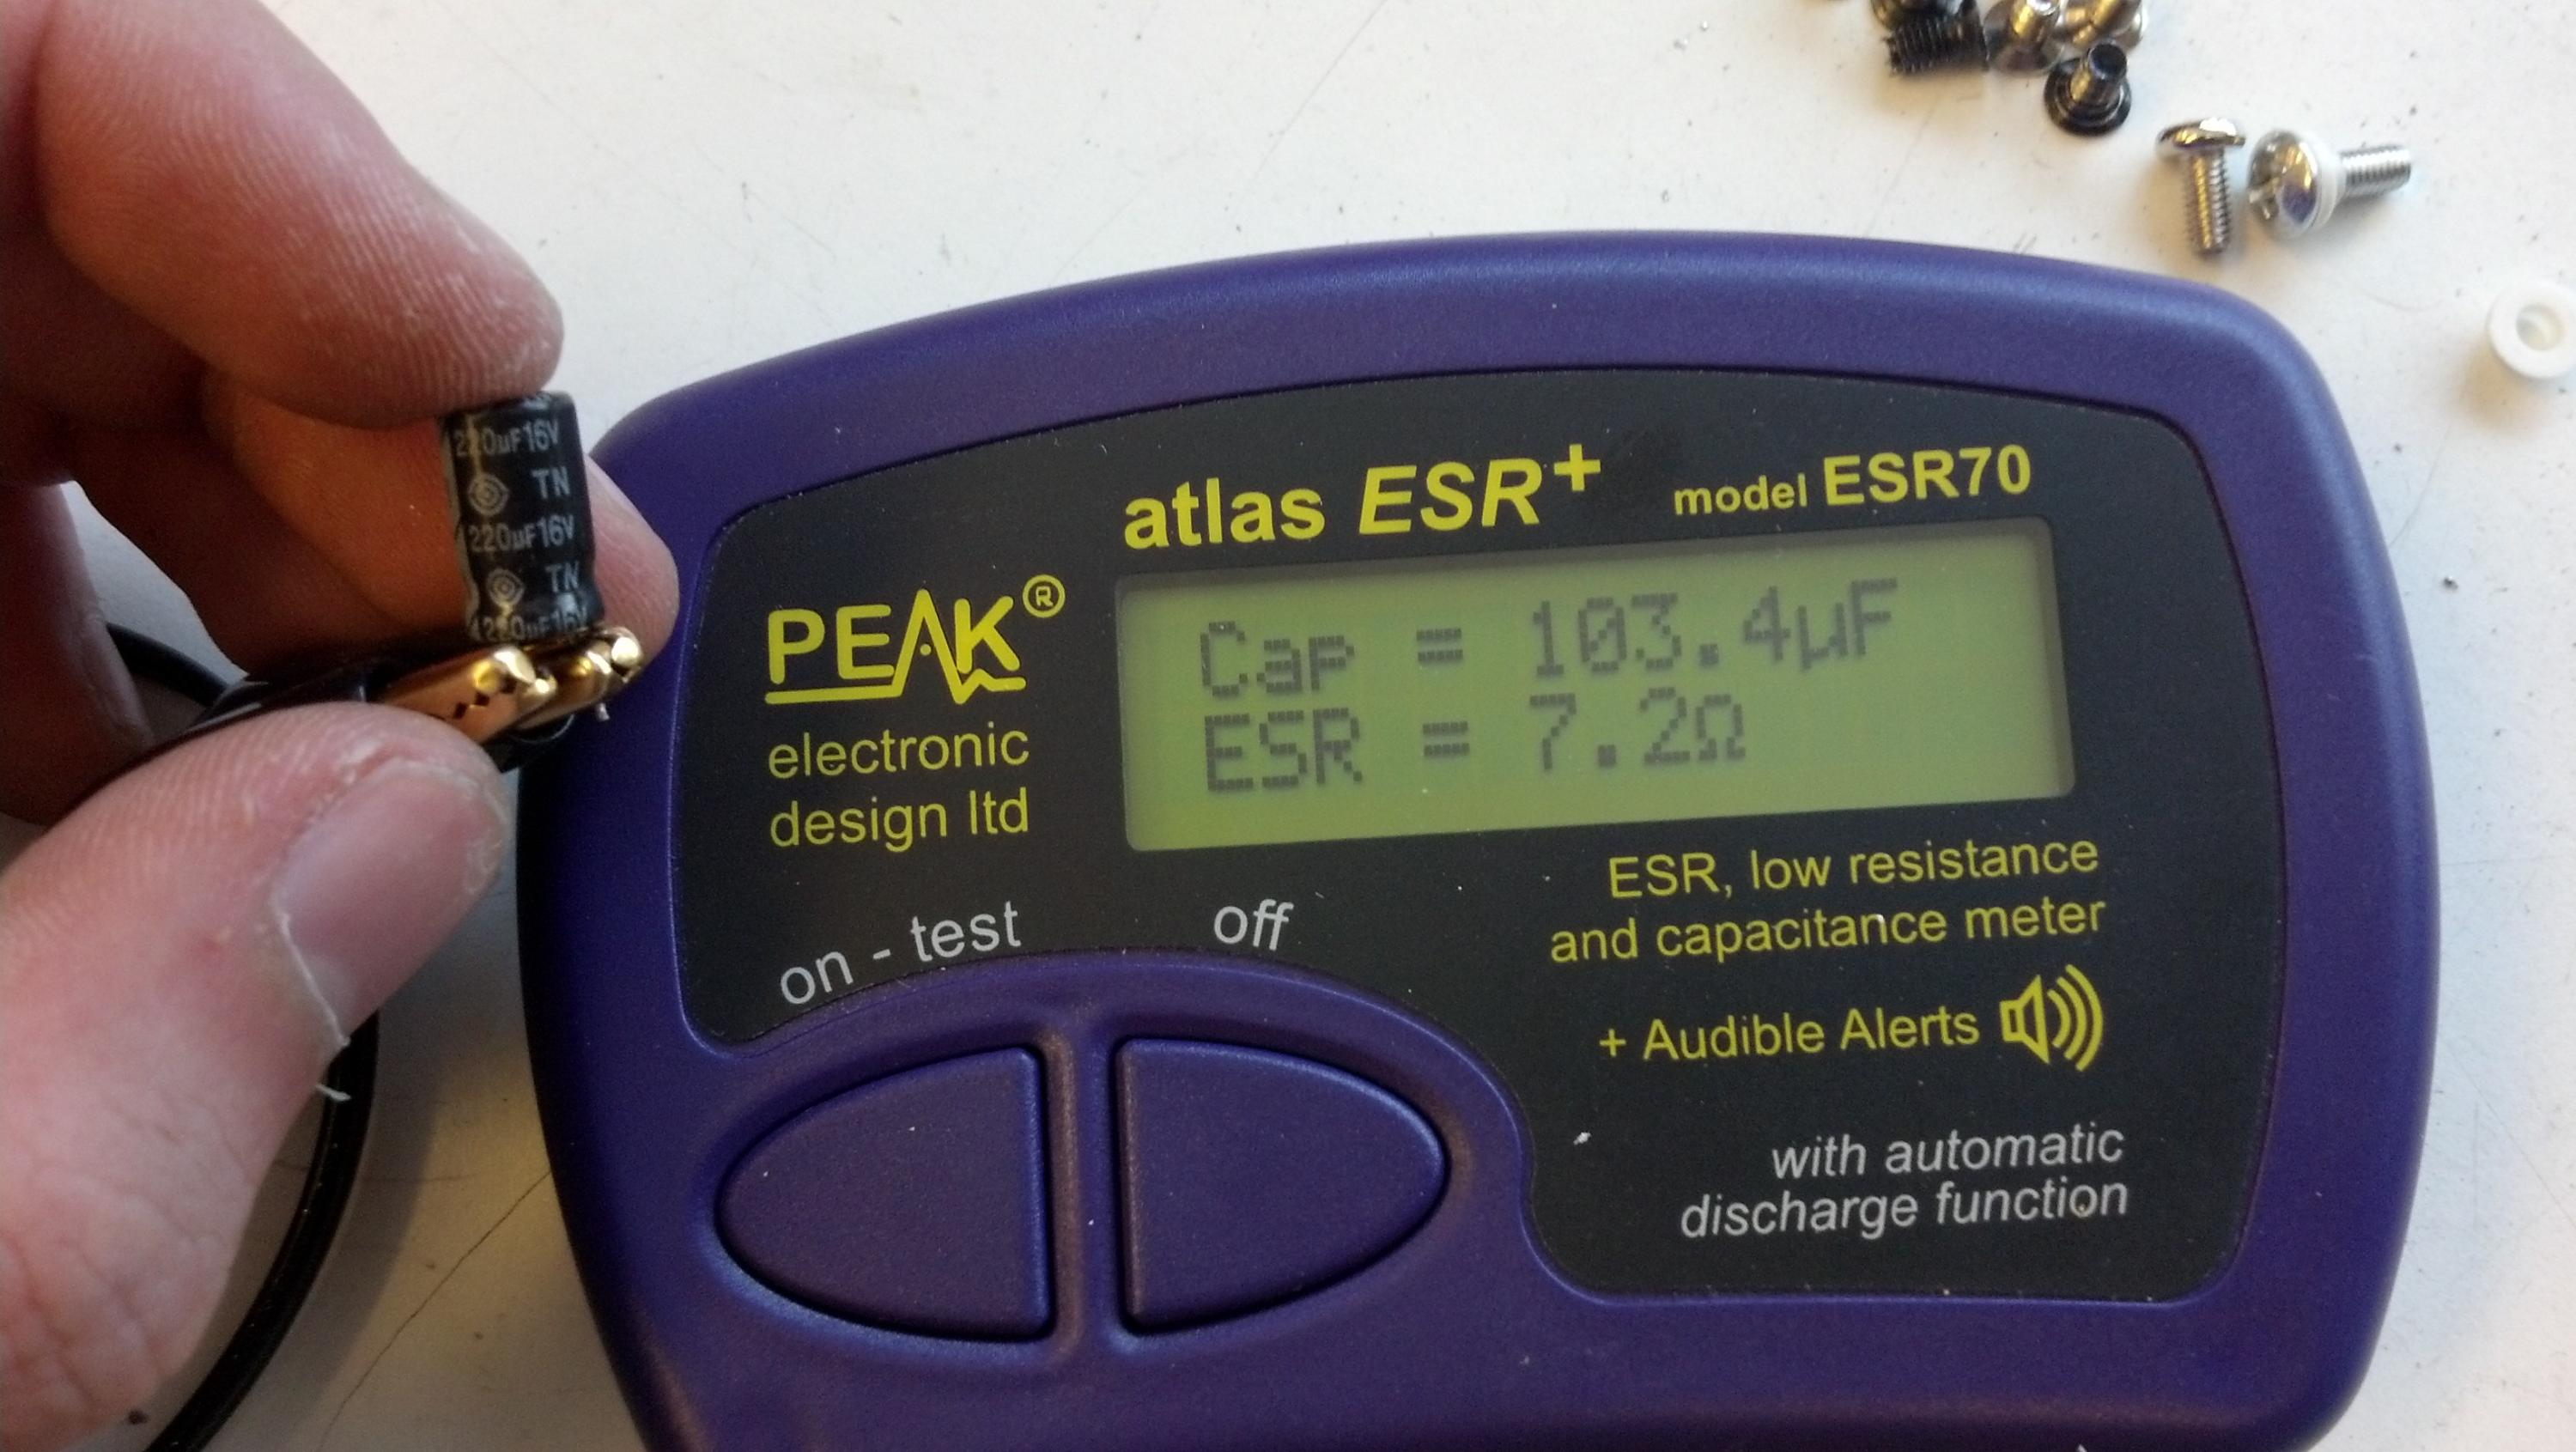 220µF16V
TN
220µF16V
TN
220µF16V
atlas ESR+ model ESR70
PEAK®
electronic
design ltd
Cap = 103.4µF
ESR = 7.2Ω
on - test
off
ESR, low resistance
and capacitance meter
+ Audible Alerts
with automatic
discharge function